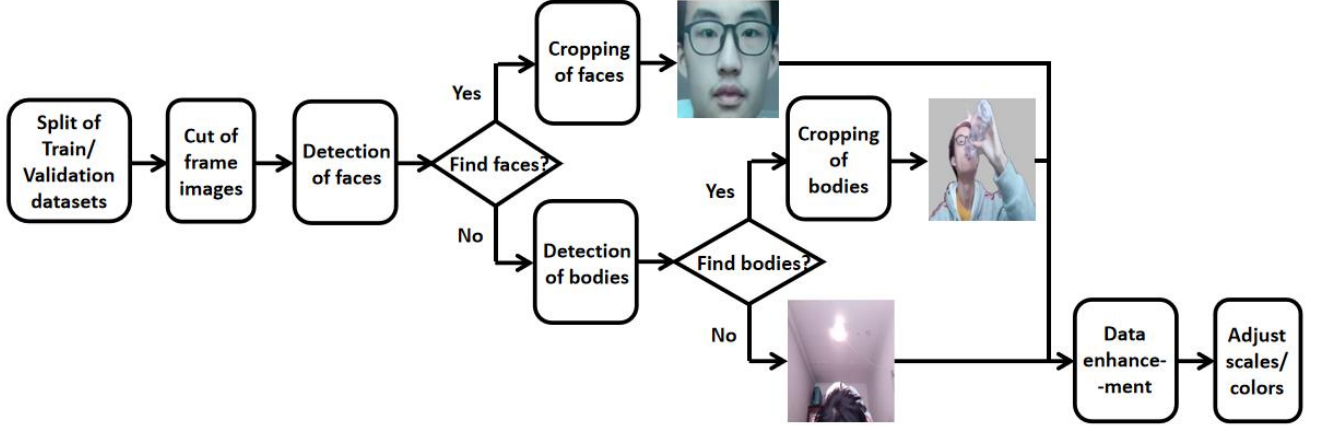 Split of
Train/
Validation
datasets
Cut of
frame
images
Detection
of faces
Find faces?
Yes
Cropping
of faces
No
Detection
of bodies
Find bodies?
Yes
Cropping
of
bodies
No
Data
enhance-
-ment
Adjust
scales/
colors